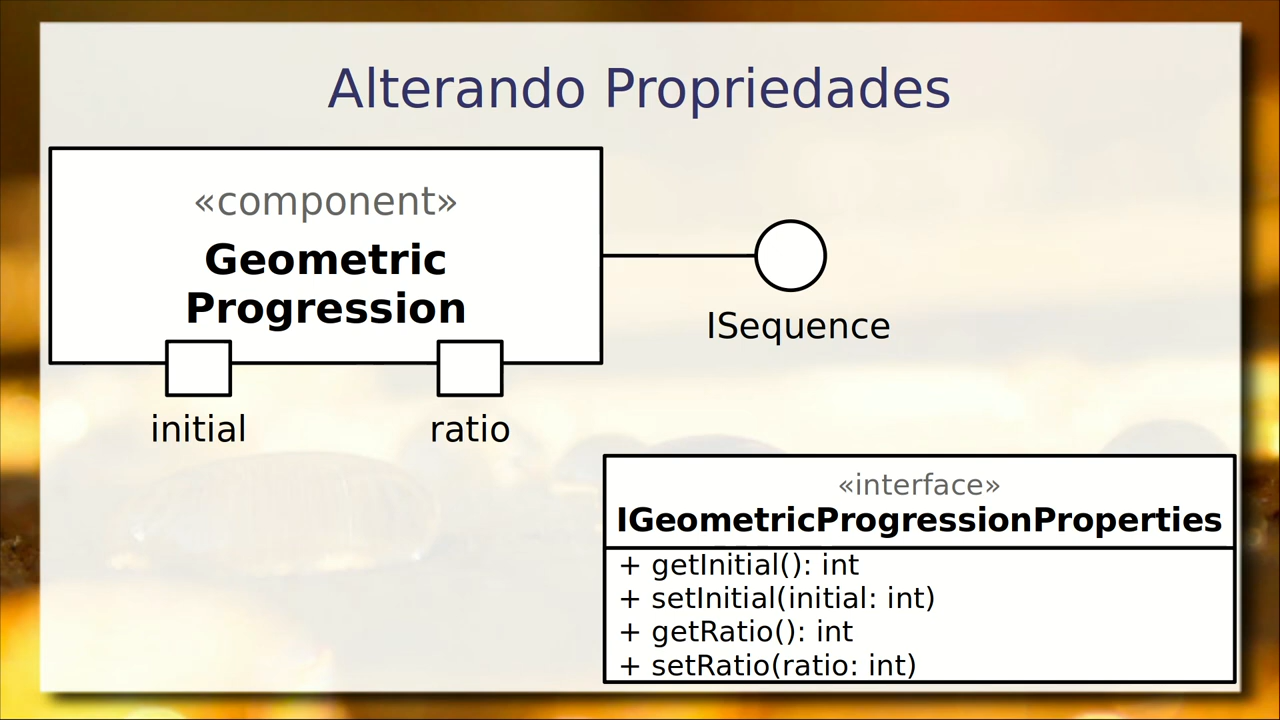 Alterando Propriedades
«component»
Geometric
Progression
ISequence
initial
ratio
«interface»
IGeometricProgressionProperties
+ getInitial(): int
+ setInitial(initial: int)
+ getRatio(): int
+ setRatio(ratio: int)